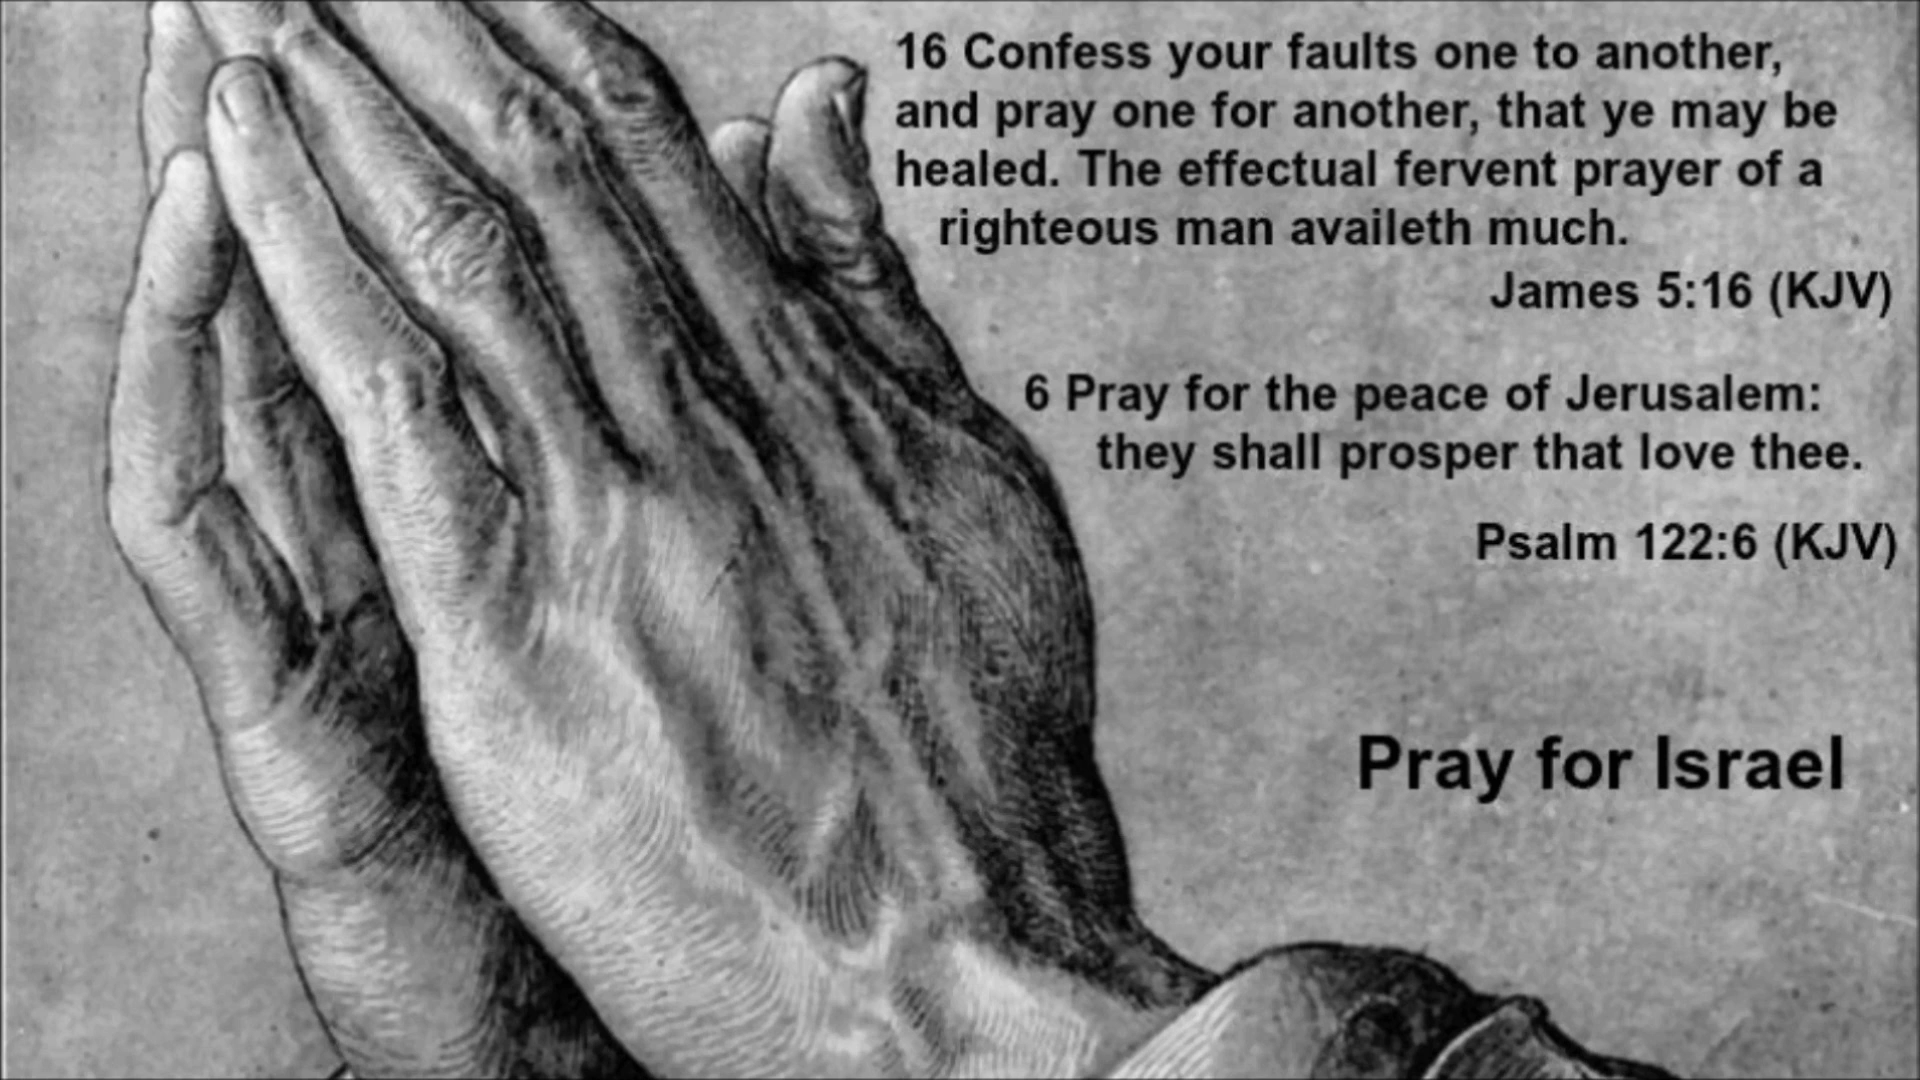 16 Confess your faults one to another,
and pray one for another, that ye may be
healed. The effectual fervent prayer of a
righteous man availeth much.
James 5:16 (KJV)
6 Pray for the peace of Jerusalem:
they shall prosper that love thee.
Psalm 122:6 (KJV)
Pray for Israel